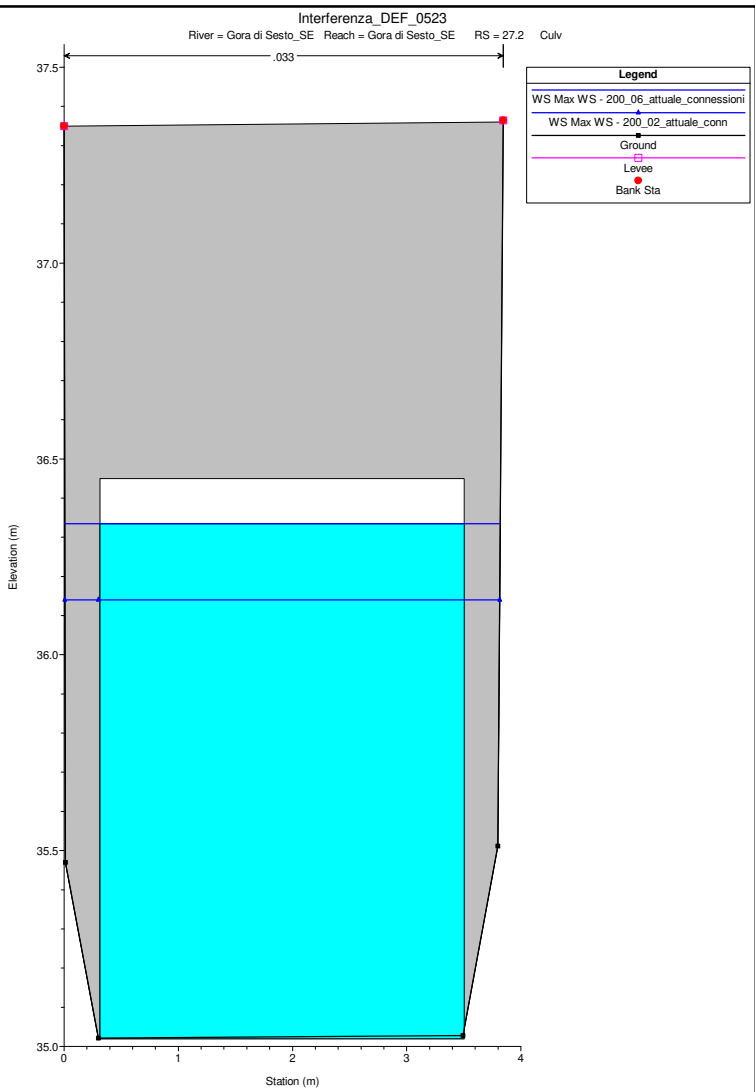 Interferenza_DEF_0523
River = Gora di Sesto_SE Reach = Gora di Sesto_SE RS = 27.2 Culv
.033
Legend
WS Max WS - 200_06_attuale_connessioni
WS Max WS - 200_02_attuale_conn
Ground
Levee
Bank Sta
37.5
37.0
36.5
36.0
35.5
35.0
Elevation (m)
0 1 2 3 4
Station (m)